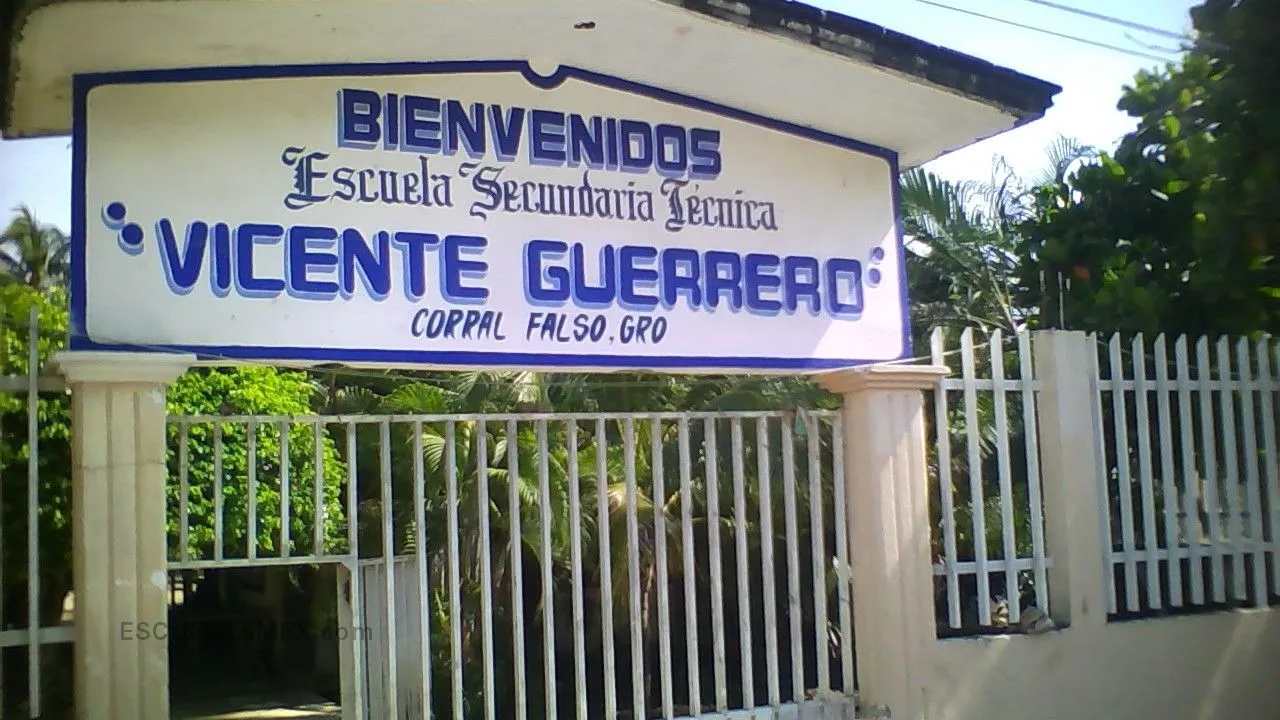 BIENVENIDOS
Escuela Secundaria Técnica
VICENTE GUERRERO
CORRAL FALSO, GRO